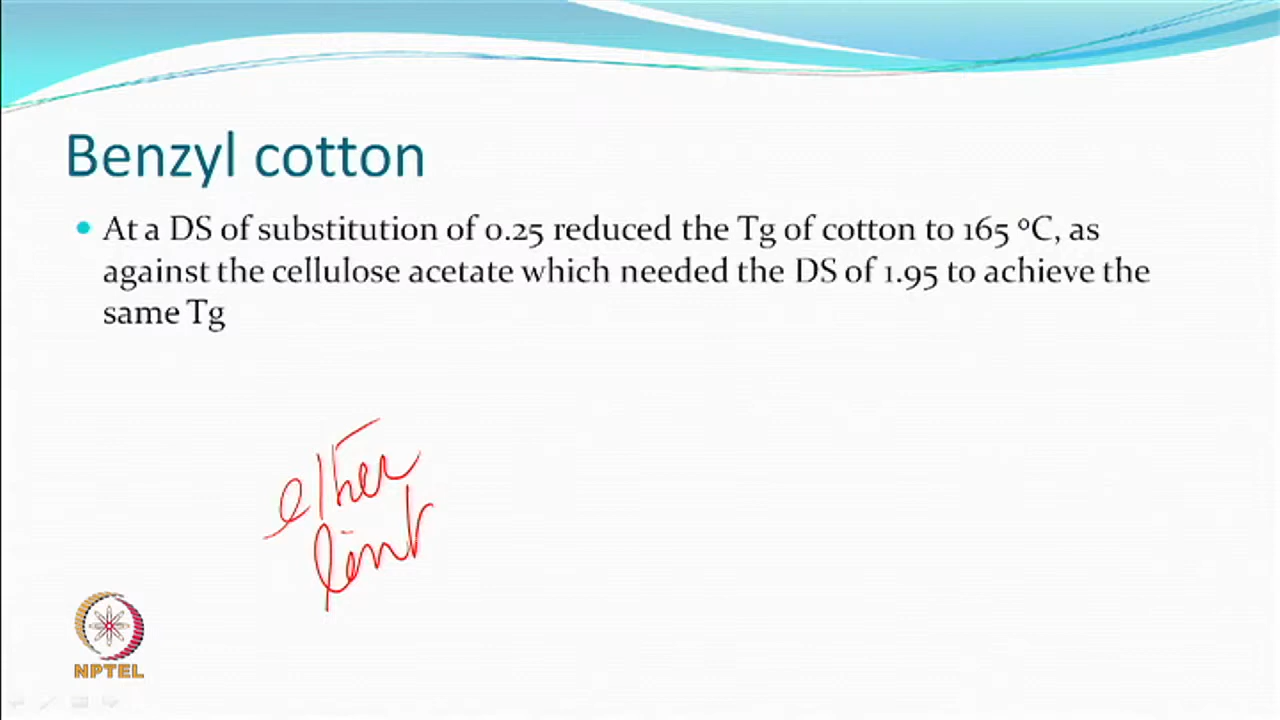 Benzyl cotton
At a DS of substitution of 0.25 reduced the Tg of cotton to 165 ºC, as
against the cellulose acetate which needed the DS of 1.95 to achieve the
same Tg
ether
link
NPTEL